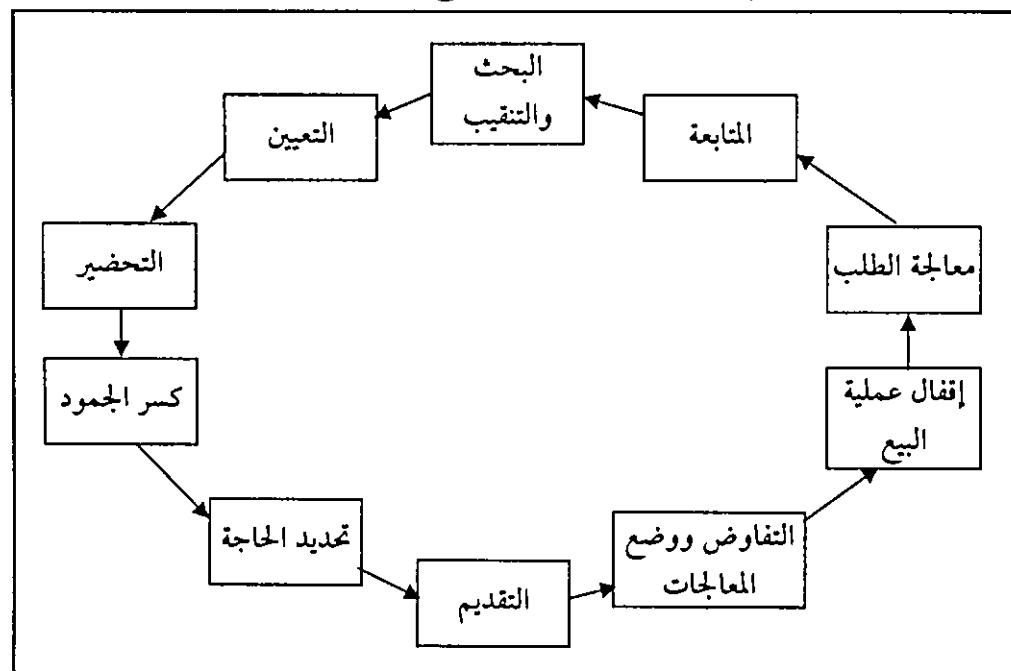 البحث
والتنقيب
التعيين
التحضير
كسر الجمود
تحديد الحاجة
التقديم
التفاوض ووضع
المعالجات
إقفال عملية
البيع
معالجة الطلب
المتابعة